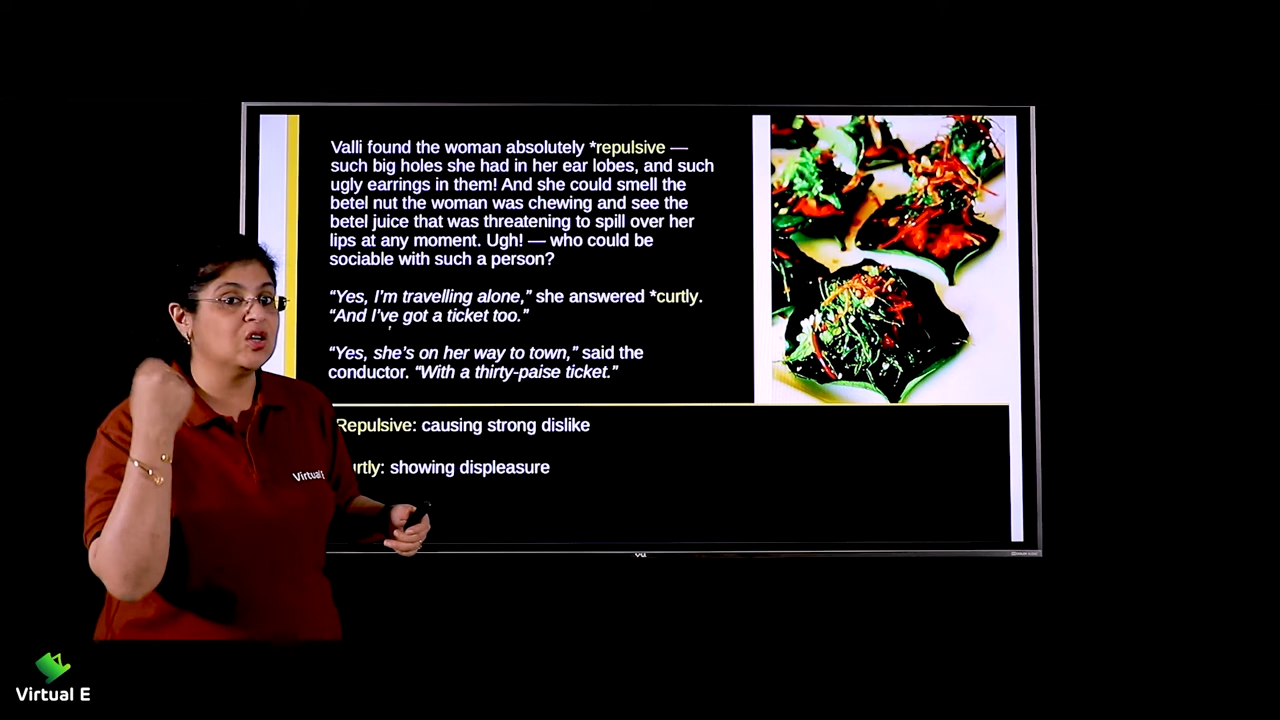 Valli found the woman absolutely *repulsive —
such big holes she had in her ear lobes, and such
ugly earrings in them! And she could smell the
betel nut the woman was chewing and see the
betel juice that was threatening to spill over her
lips at any moment. Ugh! — who could be
sociable with such a person?
“Yes, I’m travelling alone,” she answered *curtly.
“And I’ve got a ticket too.”
“Yes, she’s on her way to town,” said the
conductor. “With a thirty-paise ticket.”
Repulsive: causing strong dislike
urtly: showing displeasure
Virtual E
Virtual E